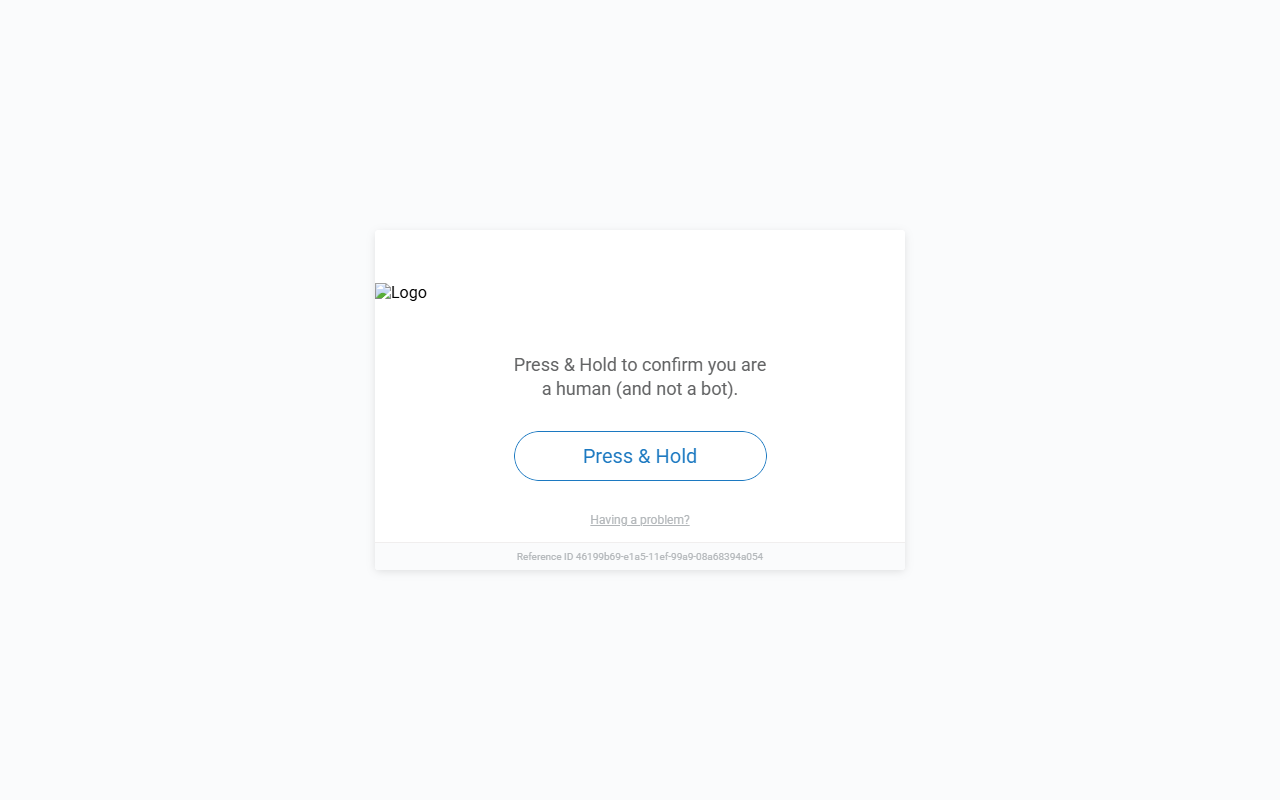 Logo
Press & Hold to confirm you are
a human (and not a bot).
Press & Hold
Having a problem?
Reference ID 46199b69-e1a5-11ef-99a9-08a68394a054